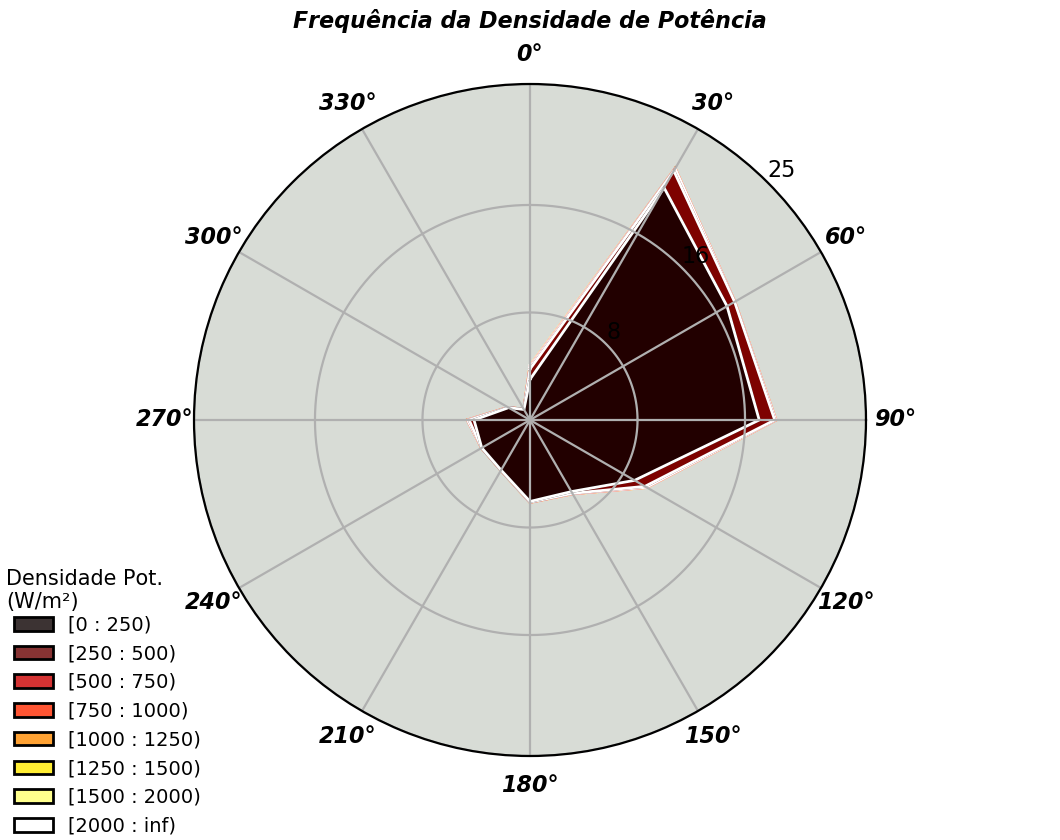 Frequência da Densidade de Potência
0°
330°
30°
25
300°
60°
16
8
270°
90°
240°
120°
210°
150°
180°
Densidade Pot.
(W/m²)
[0 : 250)
[250 : 500)
[500 : 750)
[750 : 1000)
[1000 : 1250)
[1250 : 1500)
[1500 : 2000)
[2000 : inf)